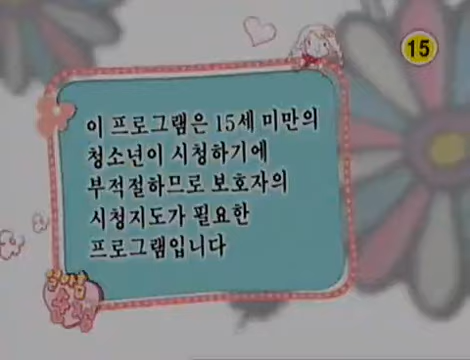 15
이 프로그램은 15세 미만의
청소년이 시청하기에
부적절하므로 보호자의
시청지도가 필요한
프로그램입니다